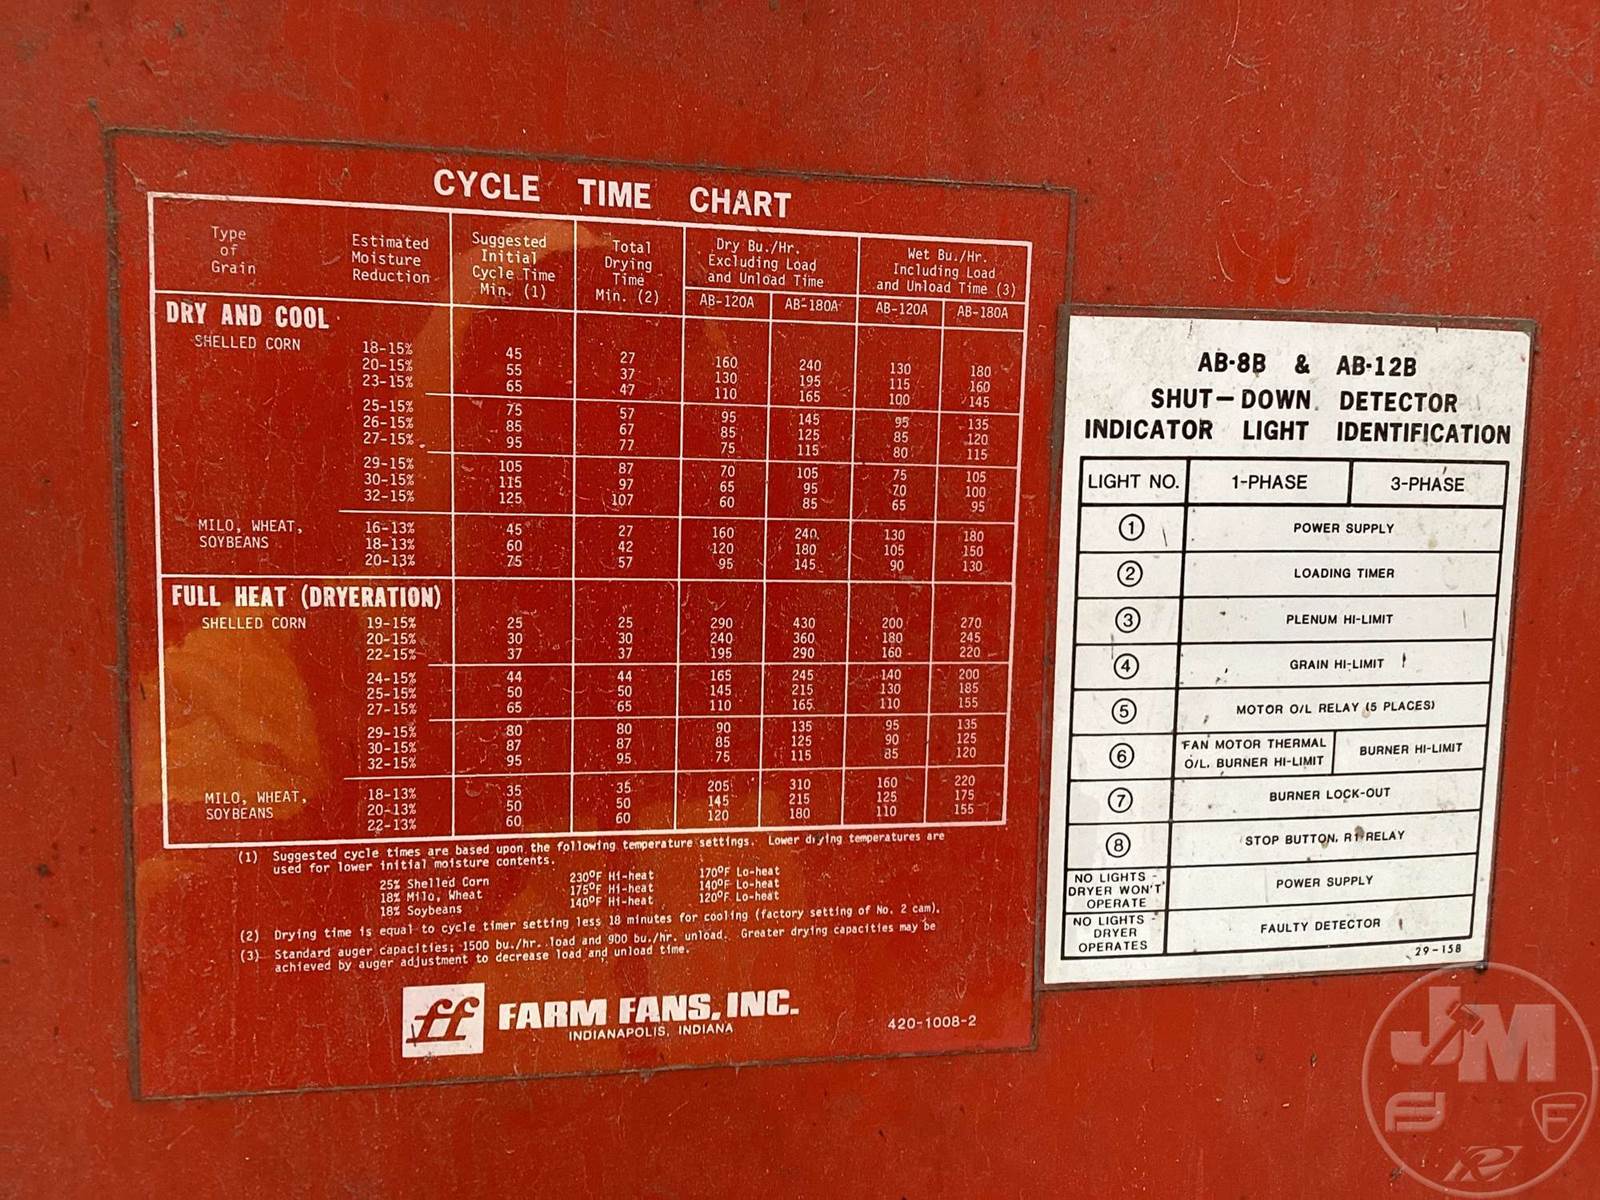 CYCLE TIME CHART
Type of Grain | Estimated Moisture Reduction | Suggested Initial Cycle Time Min. (1) | Total Drying Time Min. (2) | Dry Bu./Hr. Excluding Load and Unload Time | Wet Bu./Hr. Including Load and Unload Time (3)
AB-120A AB-180A AB-120A AB-180A
DRY AND COOL
SHELLED CORN
18-15% 45 27 160 240 130 180
20-15% 55 37 130 195 115 160
23-15% 65 47 110 165 100 145
25-15% 75 57 95 145 95 135
26-15% 85 67 85 125 85 120
27-15% 95 77 75 115 80 115
29-15% 105 87 70 105 75 105
30-15% 115 97 65 95 70 100
32-15% 125 107 60 85 65 95
MILO, WHEAT,
SOYBEANS
16-13% 45 27 160 240 130 180
18-13% 60 42 120 180 105 150
20-13% 75 57 95 145 90 130
FULL HEAT (DRYERATION)
SHELLED CORN
19-15% 25 25 290 430 200 270
20-15% 30 30 240 360 180 245
22-15% 37 37 195 290 160 220
24-15% 44 44 165 245 140 200
25-15% 50 50 145 215 130 185
27-15% 65 65 110 165 110 155
29-15% 80 80 90 135 95 135
30-15% 87 87 85 125 90 125
32-15% 95 95 75 115 85 120
MILO, WHEAT,
SOYBEANS
18-13% 35 35 205 310 160 220
20-13% 50 50 145 215 125 175
22-13% 60 60 120 180 110 155
(1) Suggested cycle times are based upon the following temperature settings. Lower drying temperatures are
used for lower initial moisture contents.
25% Shelled Corn 230°F Hi-heat 170°F Lo-heat
18% Milo, Wheat 175°F Hi-heat 140°F Lo-heat
18% Soybeans 140°F Hi-heat 120°F Lo-heat
(2) Drying time is equal to cycle timer setting less 18 minutes for cooling (factory setting of No. 2 cam).
(3) Standard auger capacities; 1500 bu./hr. load and 900 bu./hr. unload. Greater drying capacities may be
achieved by auger adjustment to decrease load and unload time.
ff FARM FANS, INC.
INDIANAPOLIS, INDIANA
420-1008-2
AB-8B & AB-12B
SHUT-DOWN DETECTOR
INDICATOR LIGHT IDENTIFICATION
LIGHT NO. 1-PHASE 3-PHASE
1 POWER SUPPLY
2 LOADING TIMER
3 PLENUM HI-LIMIT
4 GRAIN HI-LIMIT
5 MOTOR O/L RELAY (5 PLACES)
6 FAN MOTOR THERMAL O/L, BURNER HI-LIMIT | BURNER HI-LIMIT
7 BURNER LOCK-OUT
8 STOP BUTTON, R1 RELAY
NO LIGHTS - DRYER WON'T OPERATE | POWER SUPPLY
NO LIGHTS - DRYER OPERATES | FAULTY DETECTOR
29-15B
JM